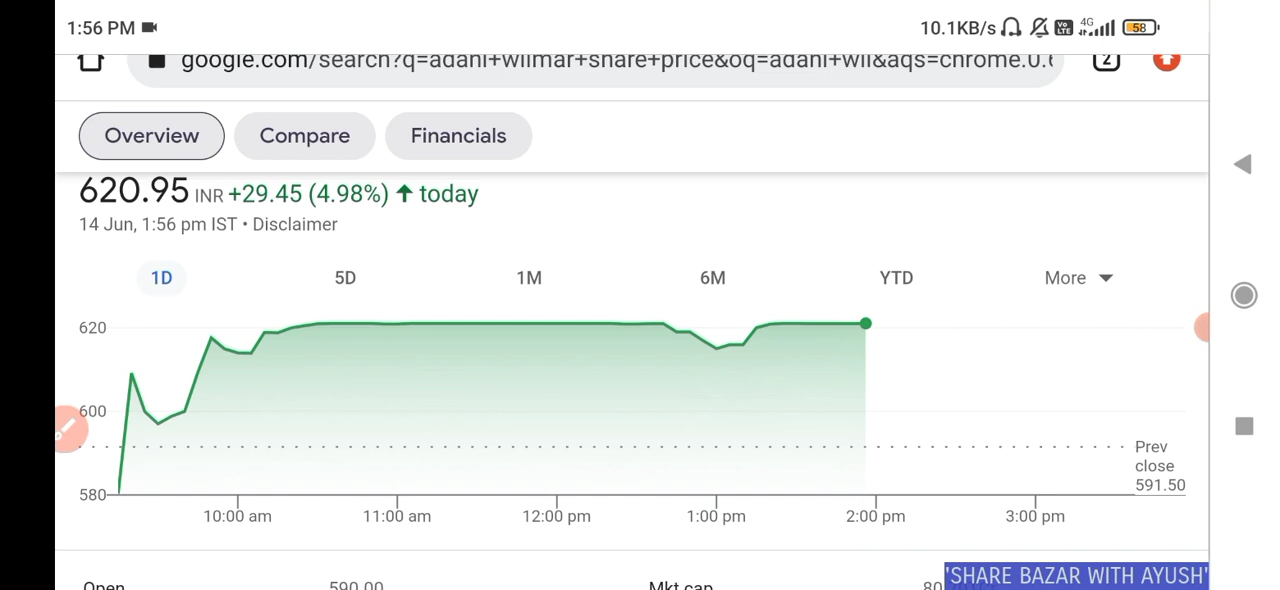 1:56 PM 10.1KB/s Vo LTE 4G 58
google.com/search?q=adani+wilmar+share+price&oq=adani+wil&aqs=chrome.0.6
2
Overview Compare Financials
620.95 INR +29.45 (4.98%) ↑ today
14 Jun, 1:56 pm IST • Disclaimer
1D 5D 1M 6M YTD More
620
600
Prev
close
591.50
580
10:00 am 11:00 am 12:00 pm 1:00 pm 2:00 pm 3:00 pm
Open 590.00 Mkt cap
'SHARE BAZAR WITH AYUSH'